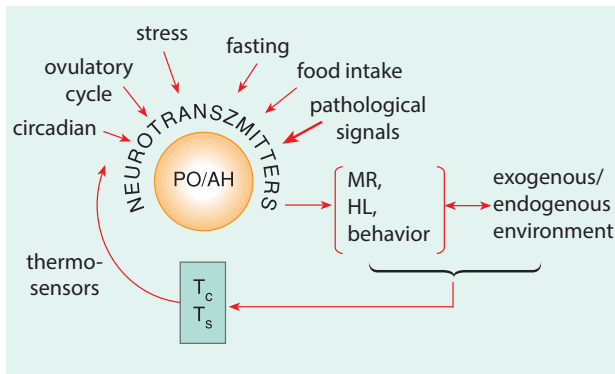 stress
fasting
ovulatory
cycle
food intake
circadian
pathological
signals
NEUROTRANSZMITTERS
PO/AH
MR,
HL,
behavior
exogenous/
endogenous
environment
thermo-
sensors
Tc
Ts